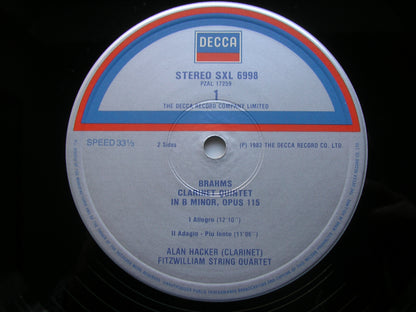 DECCA
STEREO SXL 6998
PZAL 17259
1
THE DECCA RECORD COMPANY LIMITED
SPEED 33⅓
2 Sides
(P) 1982 THE DECCA RECORD CO. LTD
BRAHMS
CLARINET QUINTET
IN B MINOR, OPUS 115
I Allegro (12'10")
II Adagio - Piu lento (11'06")
ALAN HACKER (CLARINET)
FITZWILLIAM STRING QUARTET